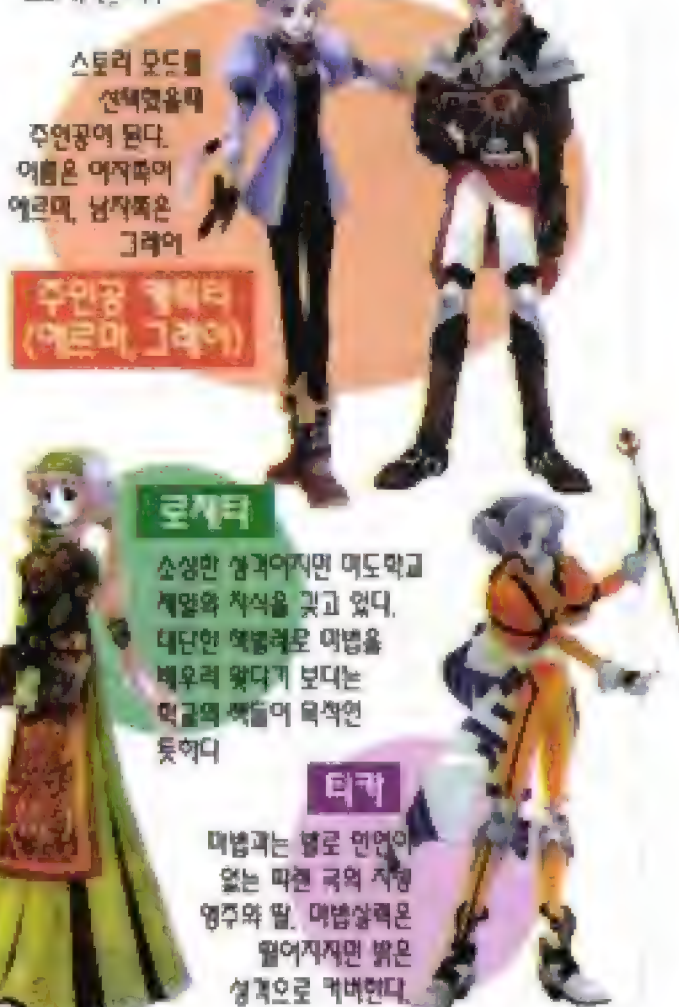 스토리 모드를
선택했을때
주인공이 된다.
이름은 여자쪽이
에르미, 남자쪽은
그레이
주인공 캐릭터
(에르미, 그레이)
로제타
소심한 성격이지만 마도학교
제일의 지식을 갖고 있다.
대단한 책벌레로 마법을
배우러 왔다기 보다는
학교의 책들이 목적인
듯하다
티카
마법과는 별로 인연이
없는 국의
영주의 딸. 마법실력은
떨어지지만 밝은
성격으로 커버한다.